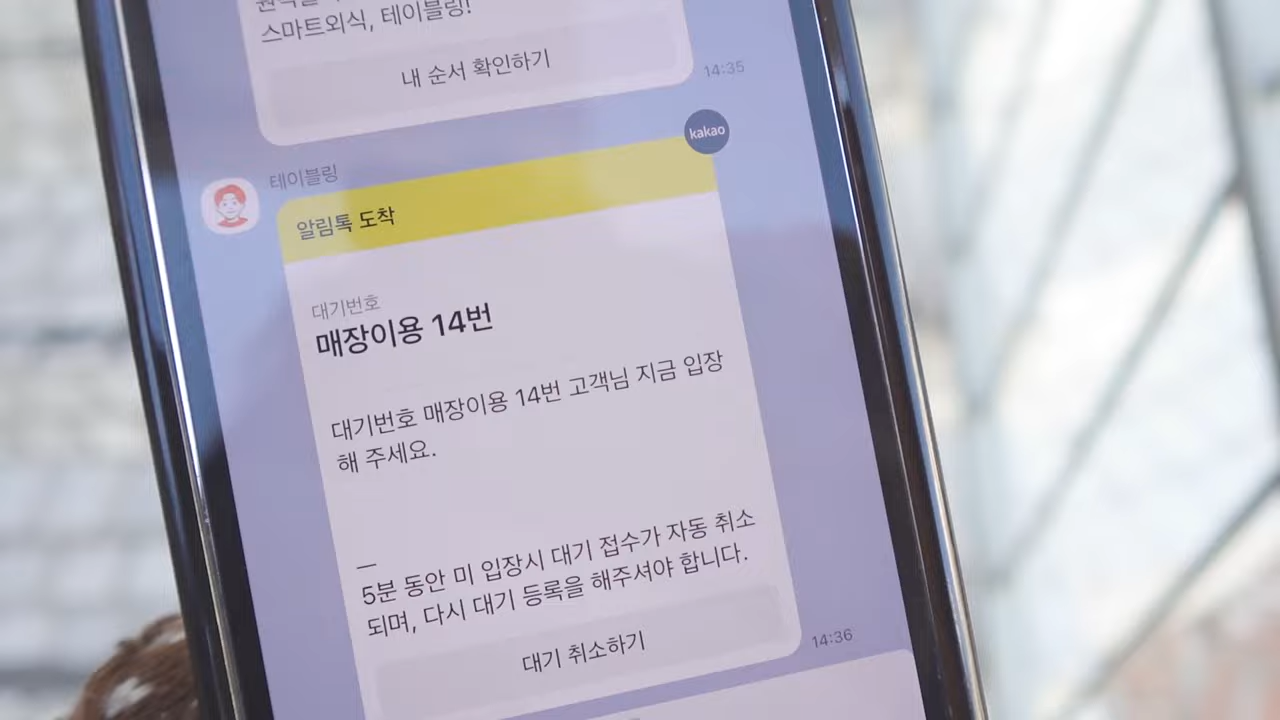 스마트외식, 테이블링!
내 순서 확인하기
14:35
kakao
테이블링
알림톡 도착
대기번호
매장이용 14번
대기번호 매장이용 14번 고객님 지금 입장
해 주세요.
—
5분 동안 미 입장시 대기 접수가 자동 취소
되며, 다시 대기 등록을 해주셔야 합니다.
대기 취소하기
14:36